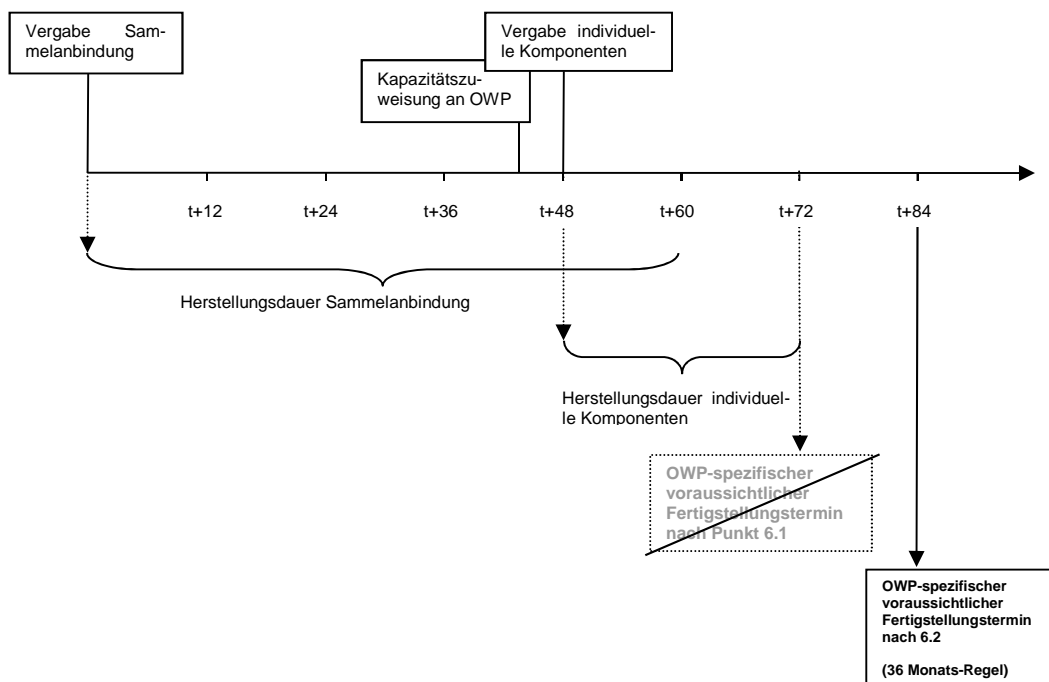 Vergabe Sam-
melanbindung
Vergabe individuel-
le Komponenten
Kapazitätszu-
weisung an OWP
t+12 t+24 t+36 t+48 t+60 t+72 t+84
Herstellungsdauer Sammelanbindung
Herstellungsdauer individuel-
le Komponenten
OWP-spezifischer
voraussichtlicher
Fertigstellungstermin
nach Punkt 6.1
OWP-spezifischer
voraussichtlicher
Fertigstellungstermin
nach 6.2
(36 Monats-Regel)